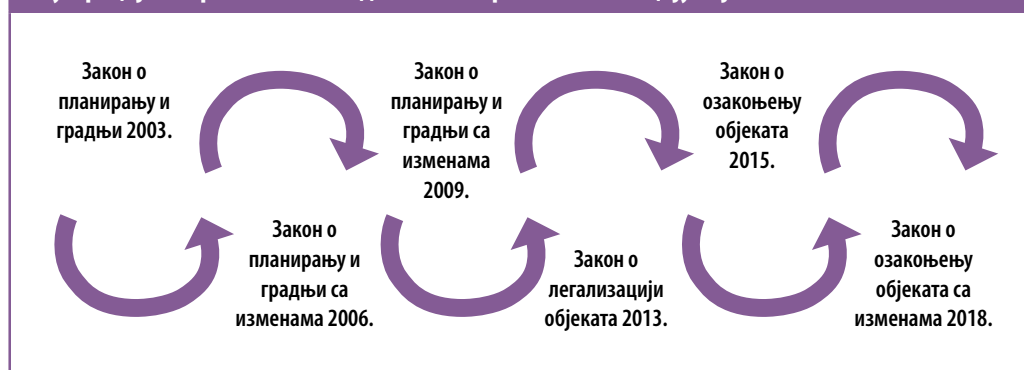 Закон о
планирању и
градњи 2003.
Закон о
планирању и
градњи са
изменама 2006.
Закон о
планирању и
градњи са
изменама
2009.
Закон о
легализацији
објеката 2013.
Закон о
озакоњењу
објеката
2015.
Закон о
озакоњењу
објеката са
изменама 2018.